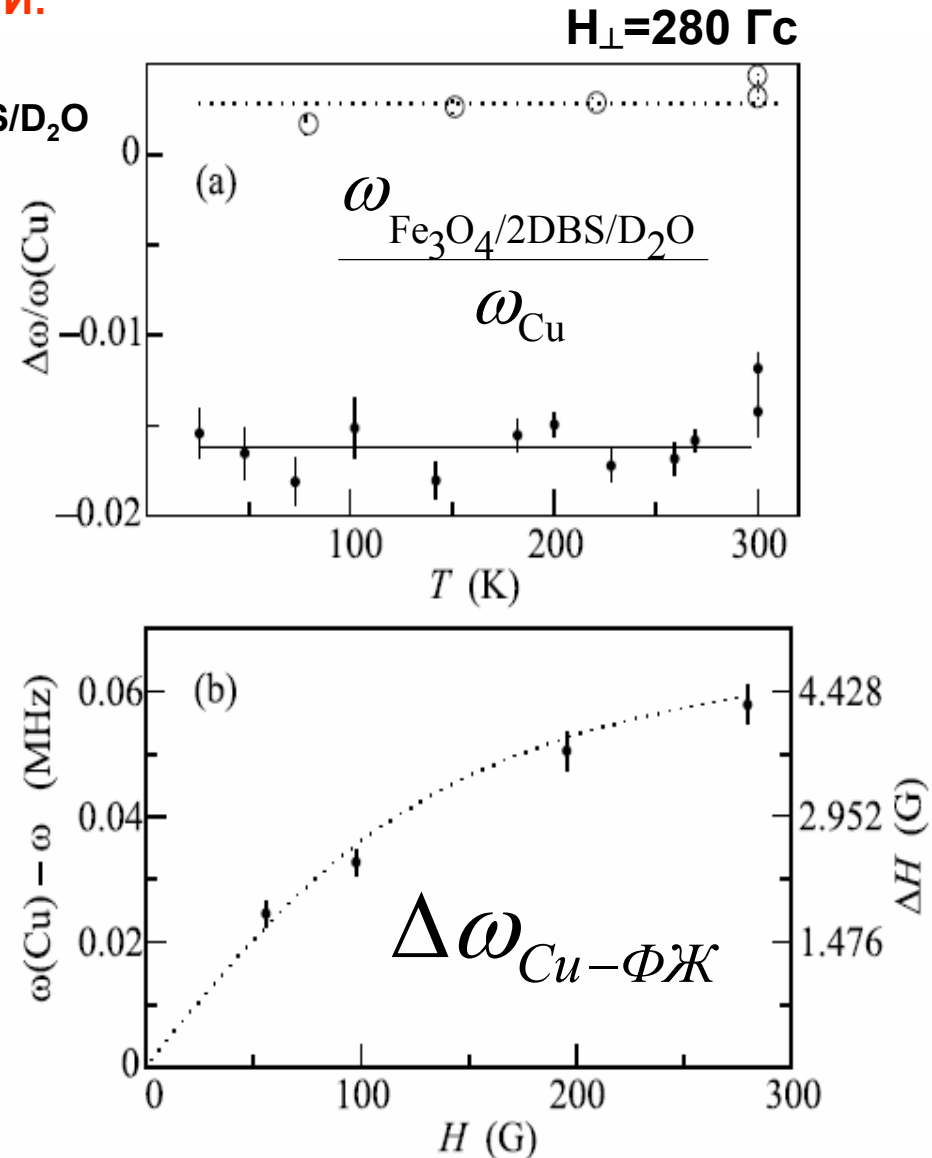 и.
H⊥=280 Гс
S/D2O
0
(a)
ω Fe3O4/2DBS/D2O
ωCu
Δω/ω(Cu)
–0.01
–0.02
100 200 300
T (K)
(b)
ω(Cu) – ω (MHz)
0.06
0.04
0.02
0
4.428
2.952
1.476
ΔH (G)
ΔωCu–ФЖ
0 100 200 300
H (G)